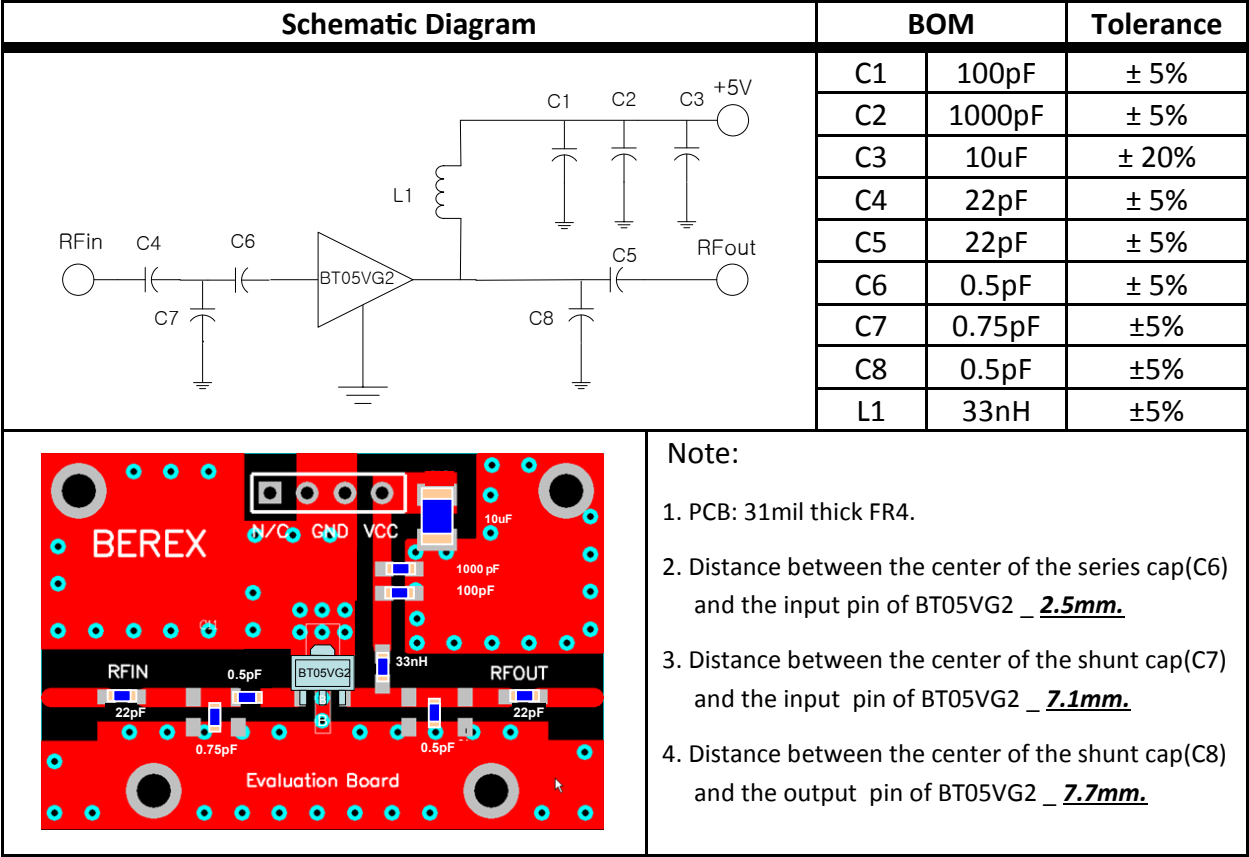 Schematic Diagram
BOM
Tolerance
C1 100pF ± 5%
C2 1000pF ± 5%
C3 10uF ± 20%
C4 22pF ± 5%
C5 22pF ± 5%
C6 0.5pF ± 5%
C7 0.75pF ±5%
C8 0.5pF ±5%
L1 33nH ±5%
C1 C2 C3 +5V
L1
RFin C4 C6 BT05VG2 C5 RFout
C7 C8
N/C GND VCC
10uF
BEREX
1000 pF
100pF
33nH
RFIN 0.5pF BT05VG2 RFOUT
22pF 22pF
0.75pF 0.5pF
Evaluation Board
Note:
1. PCB: 31mil thick FR4.
2. Distance between the center of the series cap(C6)
and the input pin of BT05VG2 _ 2.5mm.
3. Distance between the center of the shunt cap(C7)
and the input pin of BT05VG2 _ 7.1mm.
4. Distance between the center of the shunt cap(C8)
and the output pin of BT05VG2 _ 7.7mm.